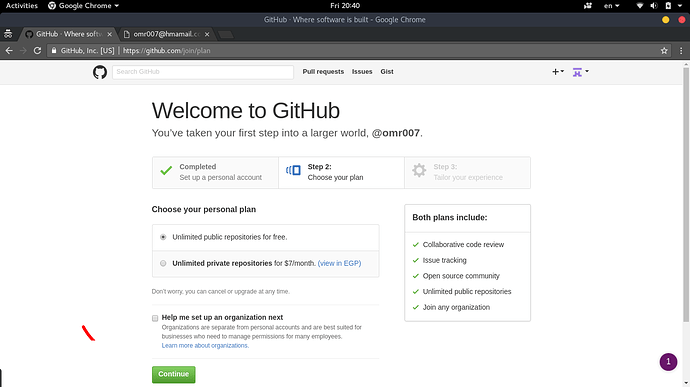 Activities
Google Chrome
Fri 20:40
en
GitHub · Where software is built - Google Chrome
GitHub · Where softw
omr007@hmamail.co
GitHub, Inc. [US]
https://github.com/join/plan
Search GitHub
Pull requests
Issues
Gist
Welcome to GitHub
You've taken your first step into a larger world, @omr007.
Completed
Set up a personal account
Step 2:
Choose your plan
Step 3:
Tailor your experience
Choose your personal plan
Unlimited public repositories for free.
Unlimited private repositories for $7/month. (view in EGP)
Don't worry, you can cancel or upgrade at any time.
Help me set up an organization next
Organizations are separate from personal accounts and are best suited for
businesses who need to manage permissions for many employees.
Learn more about organizations.
Continue
Both plans include:
Collaborative code review
Issue tracking
Open source community
Unlimited public repositories
Join any organization
1